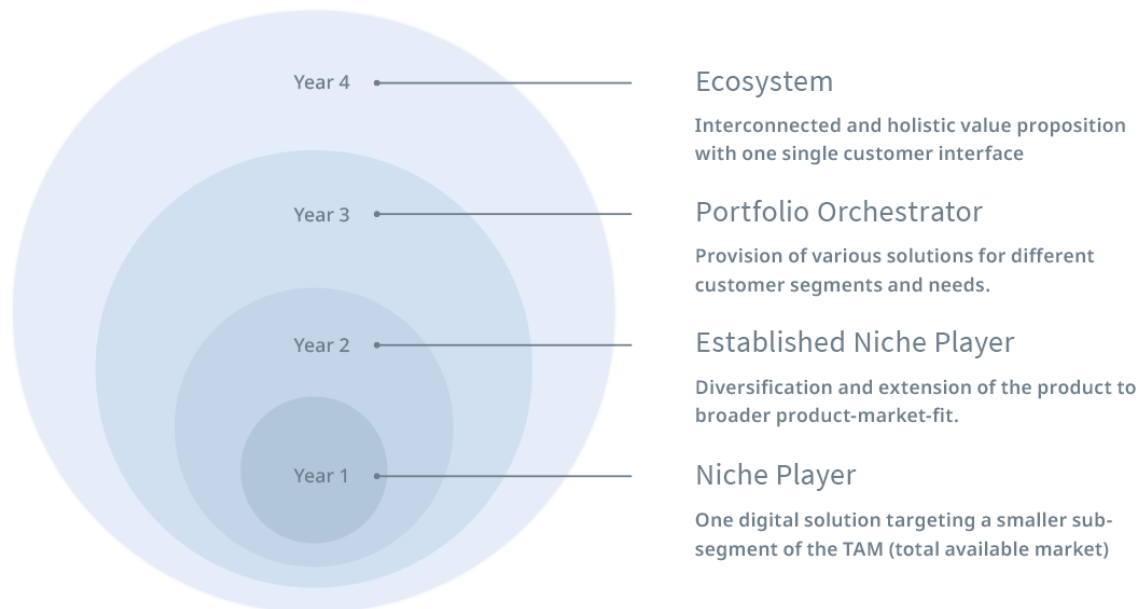 Year 4
Ecosystem
Interconnected and holistic value proposition
with one single customer interface
Year 3
Portfolio Orchestrator
Provision of various solutions for different
customer segments and needs.
Year 2
Established Niche Player
Diversification and extension of the product to
broader product-market-fit.
Year 1
Niche Player
One digital solution targeting a smaller sub-
segment of the TAM (total available market)